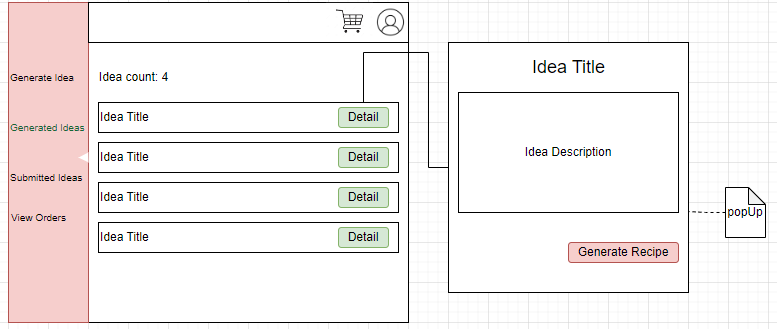 Generate Idea
Generated Ideas
Submitted Ideas
View Orders
Idea count: 4
Idea Title
Detail
Idea Title
Detail
Idea Title
Detail
Idea Title
Detail
Idea Title
Idea Description
Generate Recipe
popUp